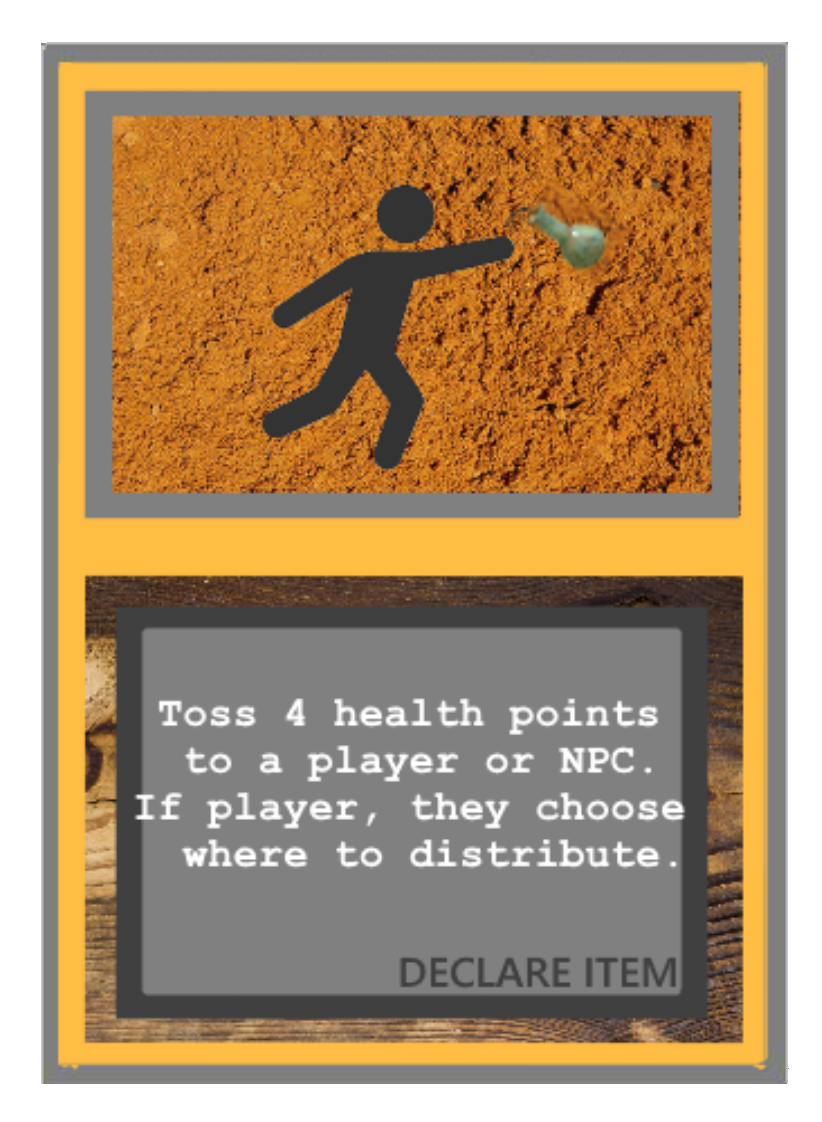 Toss 4 health points
to a player or NPC.
If player, they choose
where to distribute.
DECLARE ITEM